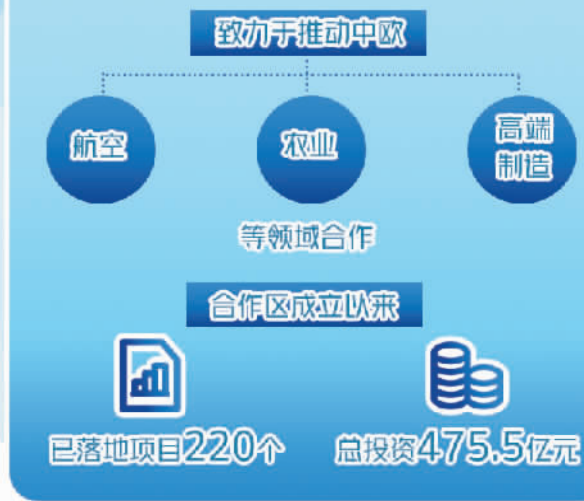 致力于推动中欧
航空
农业
高端
制造
等领域合作
合作区成立以来
已落地项目220个
总投资475.5亿元